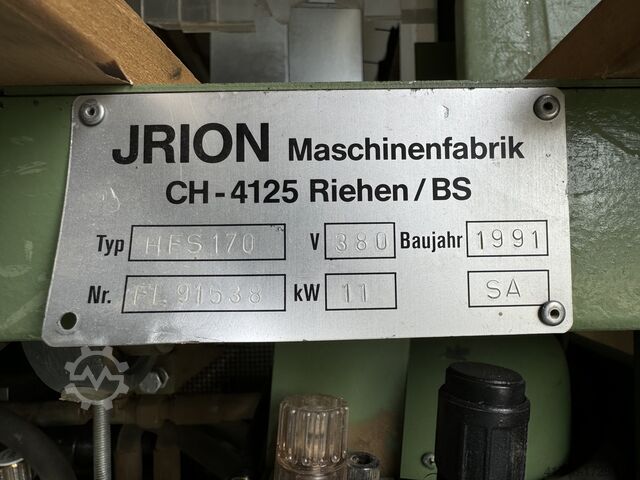 JRION Maschinenfabrik
CH-4125 Riehen/BS
Typ HFS170 V 380 Baujahr 1991
Nr. FL 91538 kW 11 SA